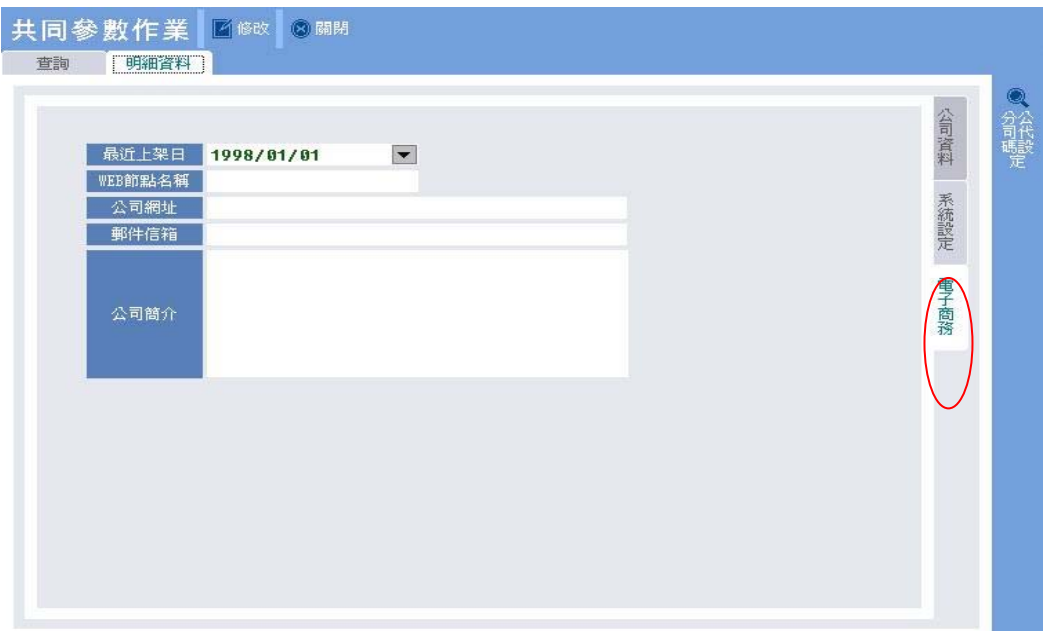 共同參數作業 修改 關閉
查詢 明細資料
最近上架日 1998/01/01
WEB節點名稱
公司網址
郵件信箱
公司簡介
公司資料
系統設定
電子商務
公代設定
分司碼